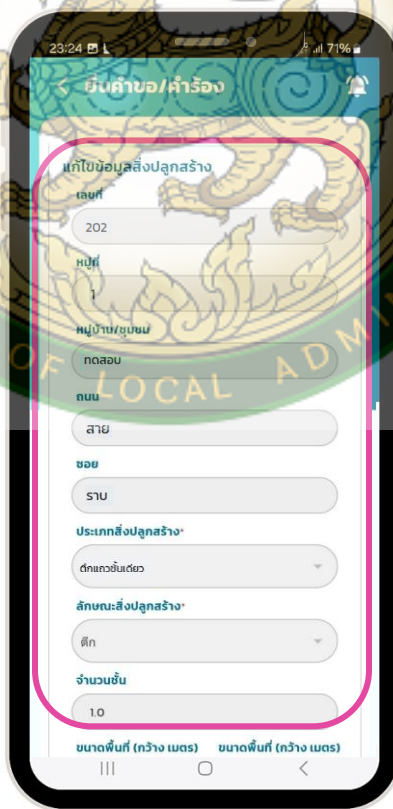 23:24
71%
ยื่นคำขอ/คำร้อง
แก้ไขข้อมูลสิ่งปลูกสร้าง
เลขที่
202
หมู่ที่
1
หมู่บ้าน/ชุมชน
ทดสอบ
OF LOCAL
ถนน
สาย
ซอย
ราบ
ประเภทสิ่งปลูกสร้าง*
ตึกแถวชั้นเดียว
ลักษณะสิ่งปลูกสร้าง*
ตึก
จำนวนชั้น
1.0
ขนาดพื้นที่ (กว้าง เมตร) ขนาดพื้นที่ (กว้าง เมตร)